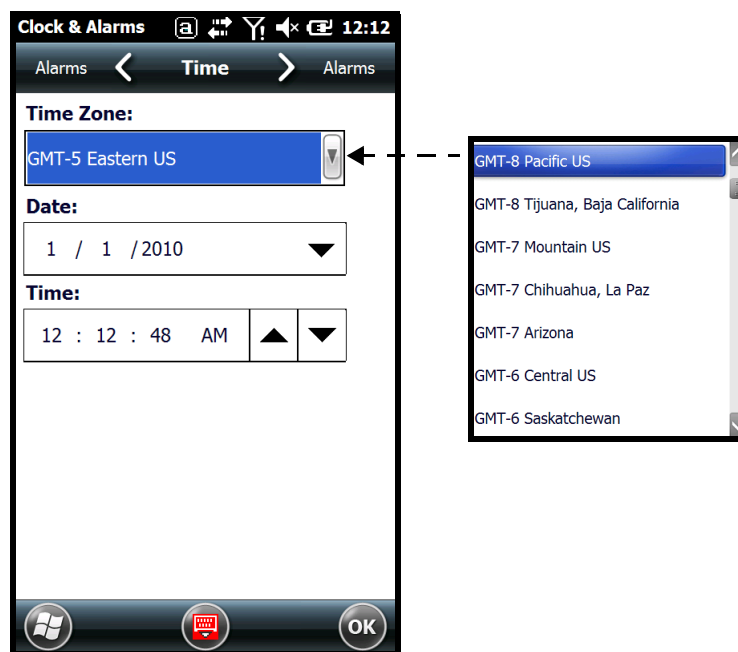 Clock & Alarms a 12:12
Alarms Time Alarms
Time Zone:
GMT-5 Eastern US
Date:
1 / 1 / 2010
Time:
12 : 12 : 48 AM
OK
GMT-8 Pacific US
GMT-8 Tijuana, Baja California
GMT-7 Mountain US
GMT-7 Chihuahua, La Paz
GMT-7 Arizona
GMT-6 Central US
GMT-6 Saskatchewan